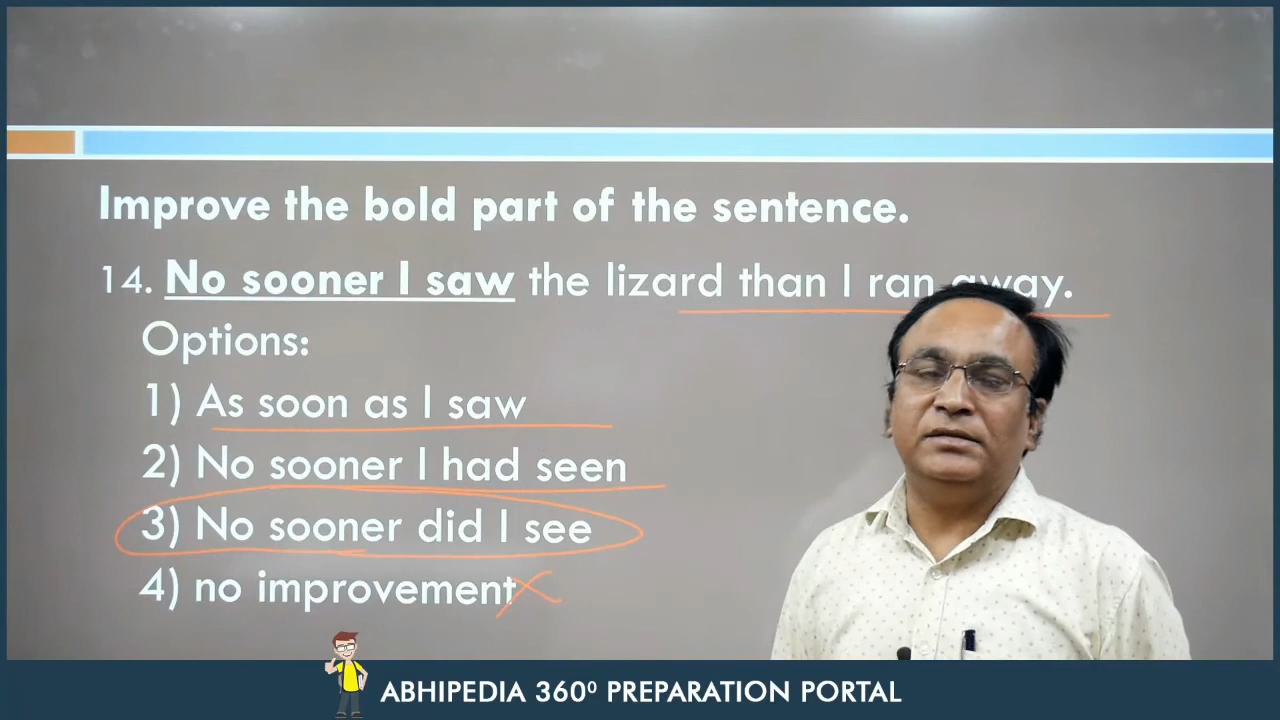 Improve the bold part of the sentence.
14. No sooner I saw the lizard than I ran away.
Options:
1) As soon as I saw
2) No sooner I had seen
3) No sooner did I see
4) no improvement
ABHIPEDIA 360⁰ PREPARATION PORTAL